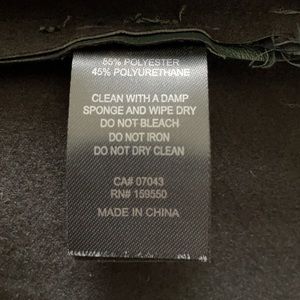 55% POLYESTER
45% POLYURETHANE
CLEAN WITH A DAMP
SPONGE AND WIPE DRY
DO NOT BLEACH
DO NOT IRON
DO NOT DRY CLEAN
CA# 07043
RN# 159550
MADE IN CHINA